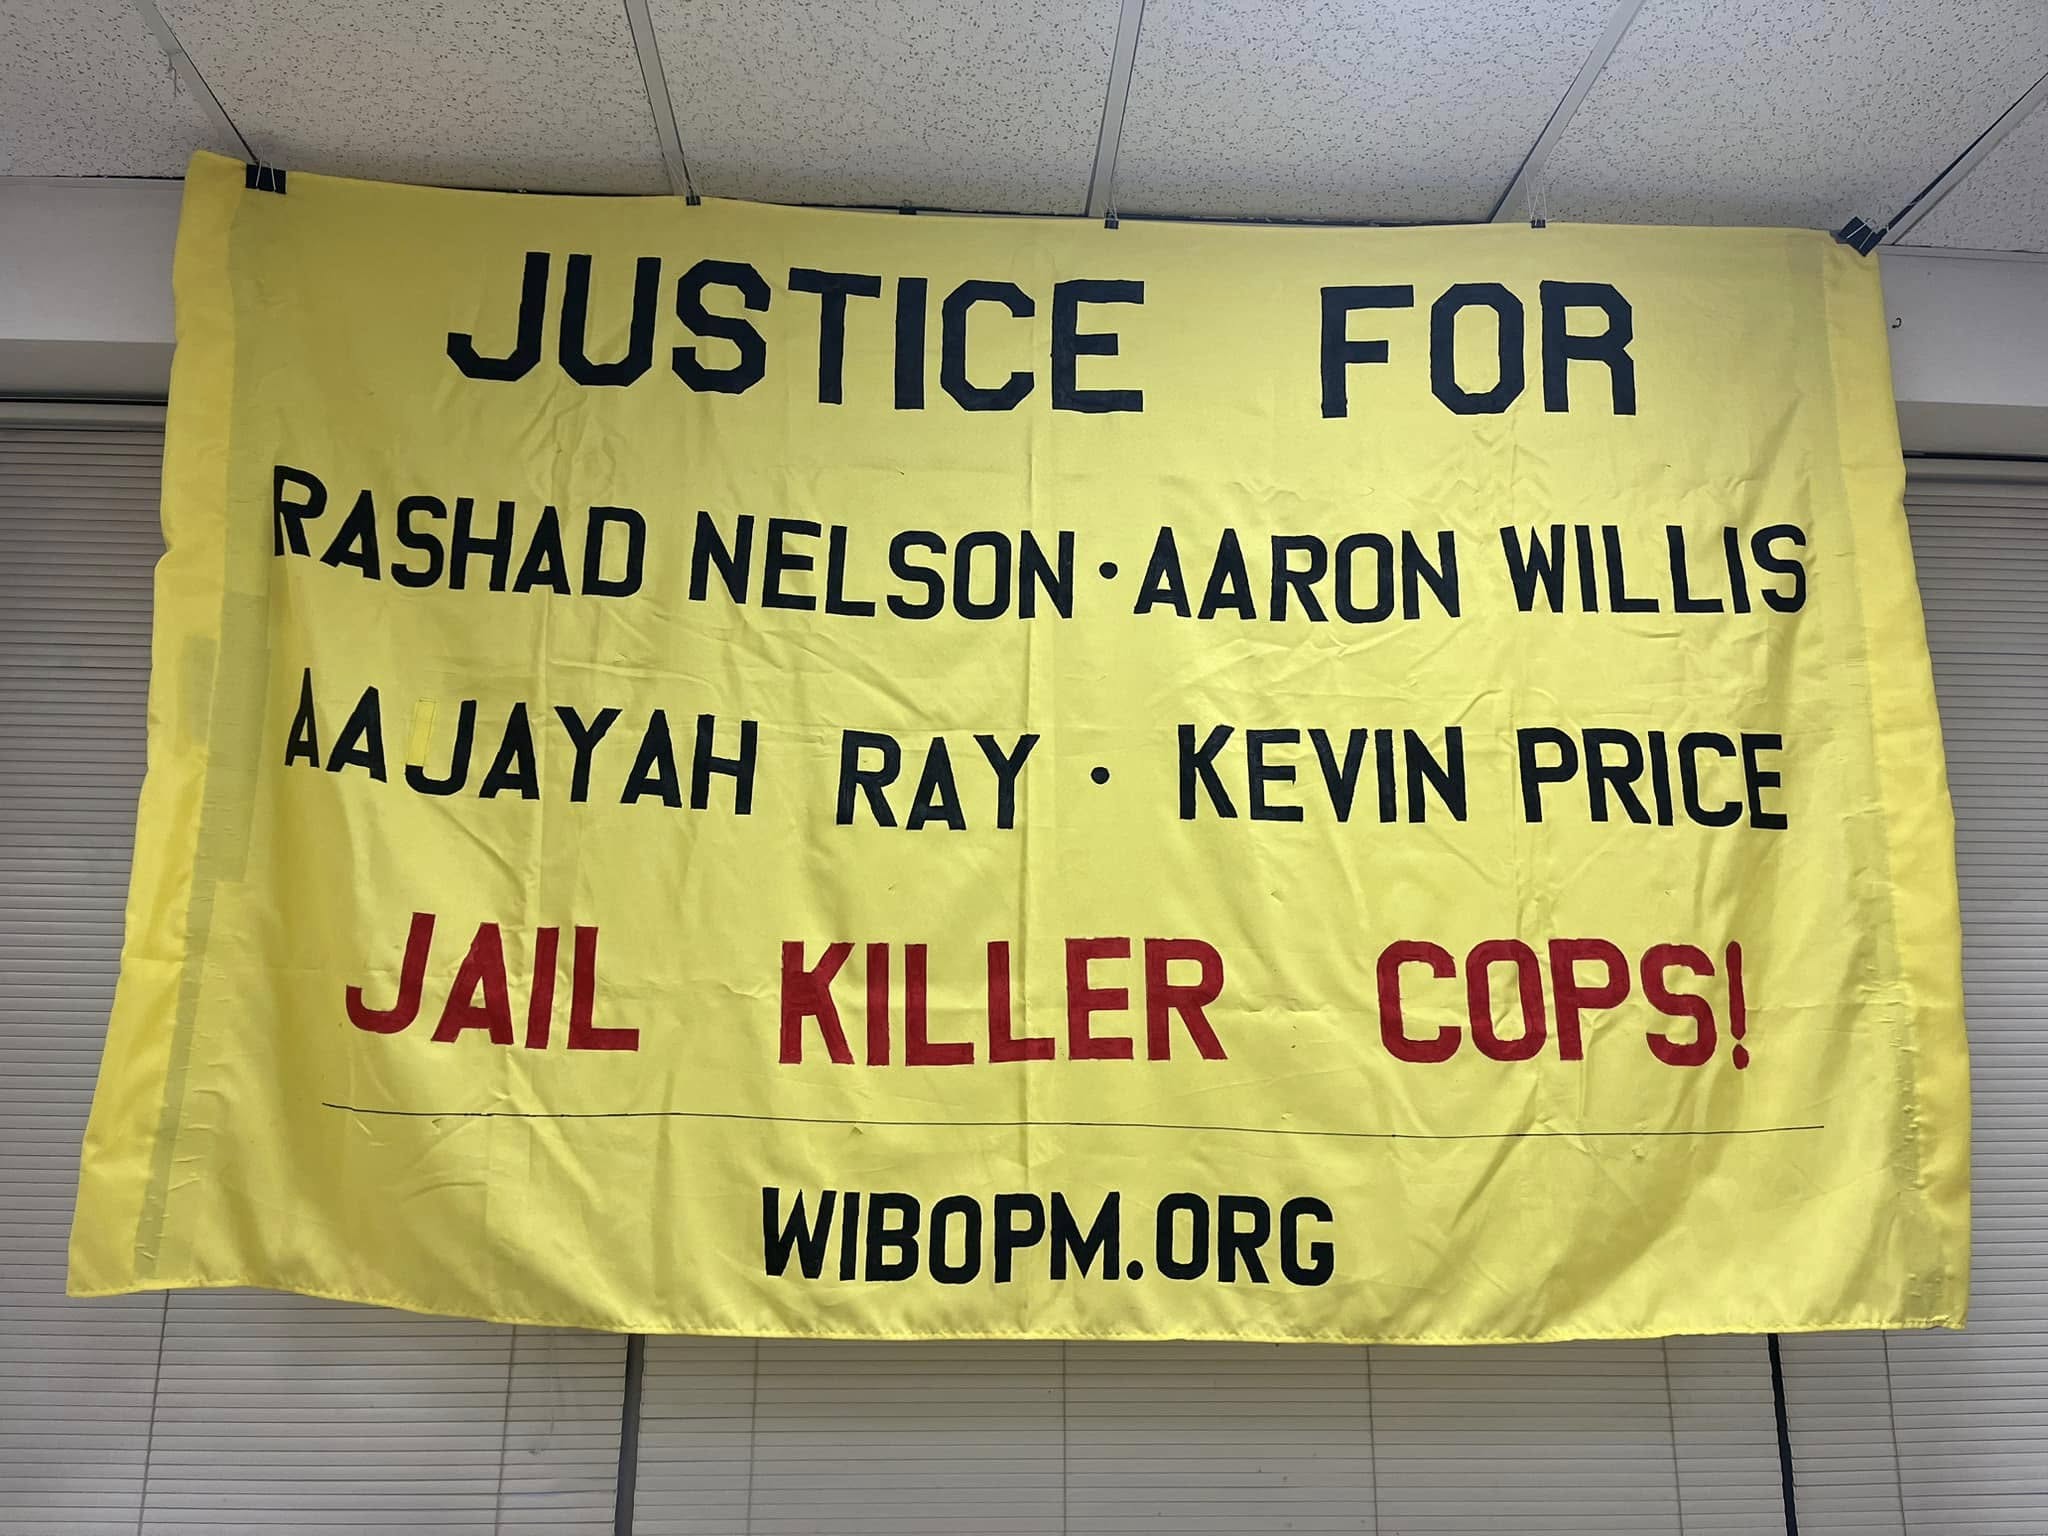 JUSTICE FOR
RASHAD NELSON · AARON WILLIS
AAJAYAH RAY · KEVIN PRICE
JAIL KILLER COPS!
WIBOPM.ORG